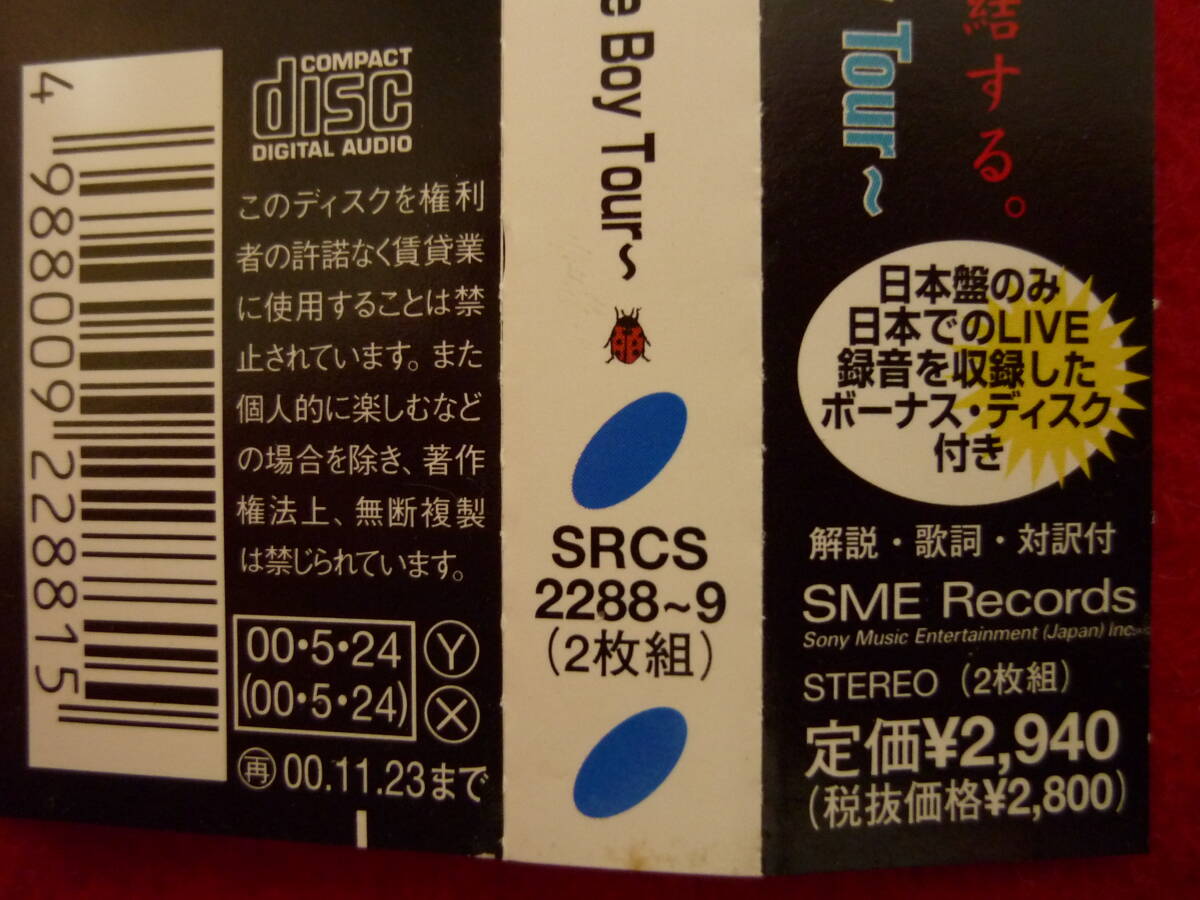 4 988009 228815
COMPACT
disc
DIGITAL AUDIO
このディスクを権利
者の許諾なく賃貸業
に使用することは禁
止されています。また
個人的に楽しむなど
の場合を除き、著作
権法上、無断複製
は禁じられています。
00・5・24
(00・5・24)
Y
X
再 00.11.23まで
e Boy Tour~
SRCS
2288~9
(2枚組)
結する。
Tour~
日本盤のみ
日本でのLIVE
録音を収録した
ボーナス・ディスク
付き
解説・歌詞・対訳付
SME Records
Sony Music Entertainment (Japan) Inc.
STEREO (2枚組)
定価¥2,940
(税抜価格¥2,800)